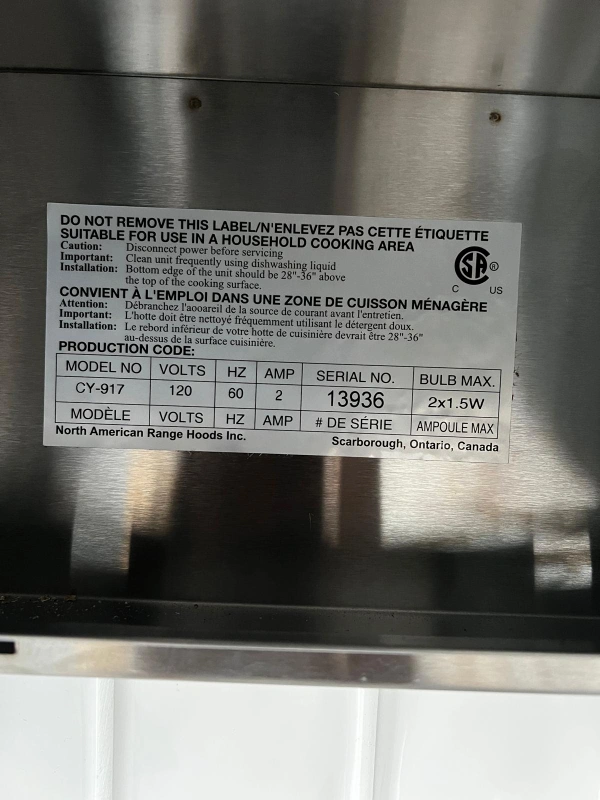 DO NOT REMOVE THIS LABEL/N'ENLEVEZ PAS CETTE ÉTIQUETTE
SUITABLE FOR USE IN A HOUSEHOLD COOKING AREA
Caution: Disconnect power before servicing
Important: Clean unit frequently using dishwashing liquid
Installation: Bottom edge of the unit should be 28"-36" above
the top of the cooking surface.
SA ®
C US
CONVIENT À L'EMPLOI DANS UNE ZONE DE CUISSON MÉNAGÈRE
Attention: Débranchez l'aooareil de la source de courant avant l'entretien.
Important: L'hotte doit être nettoyé fréquemment utilisant le détergent doux.
Installation: Le rebord inférieur de votre hotte de cuisinière devrait être 28"-36"
au-dessus de la surface cuisinière.
PRODUCTION CODE:
MODEL NO VOLTS HZ AMP SERIAL NO. BULB MAX.
CY-917 120 60 2 13936 2x1.5W
MODÈLE VOLTS HZ AMP # DE SÉRIE AMPOULE MAX
North American Range Hoods Inc. Scarborough, Ontario, Canada